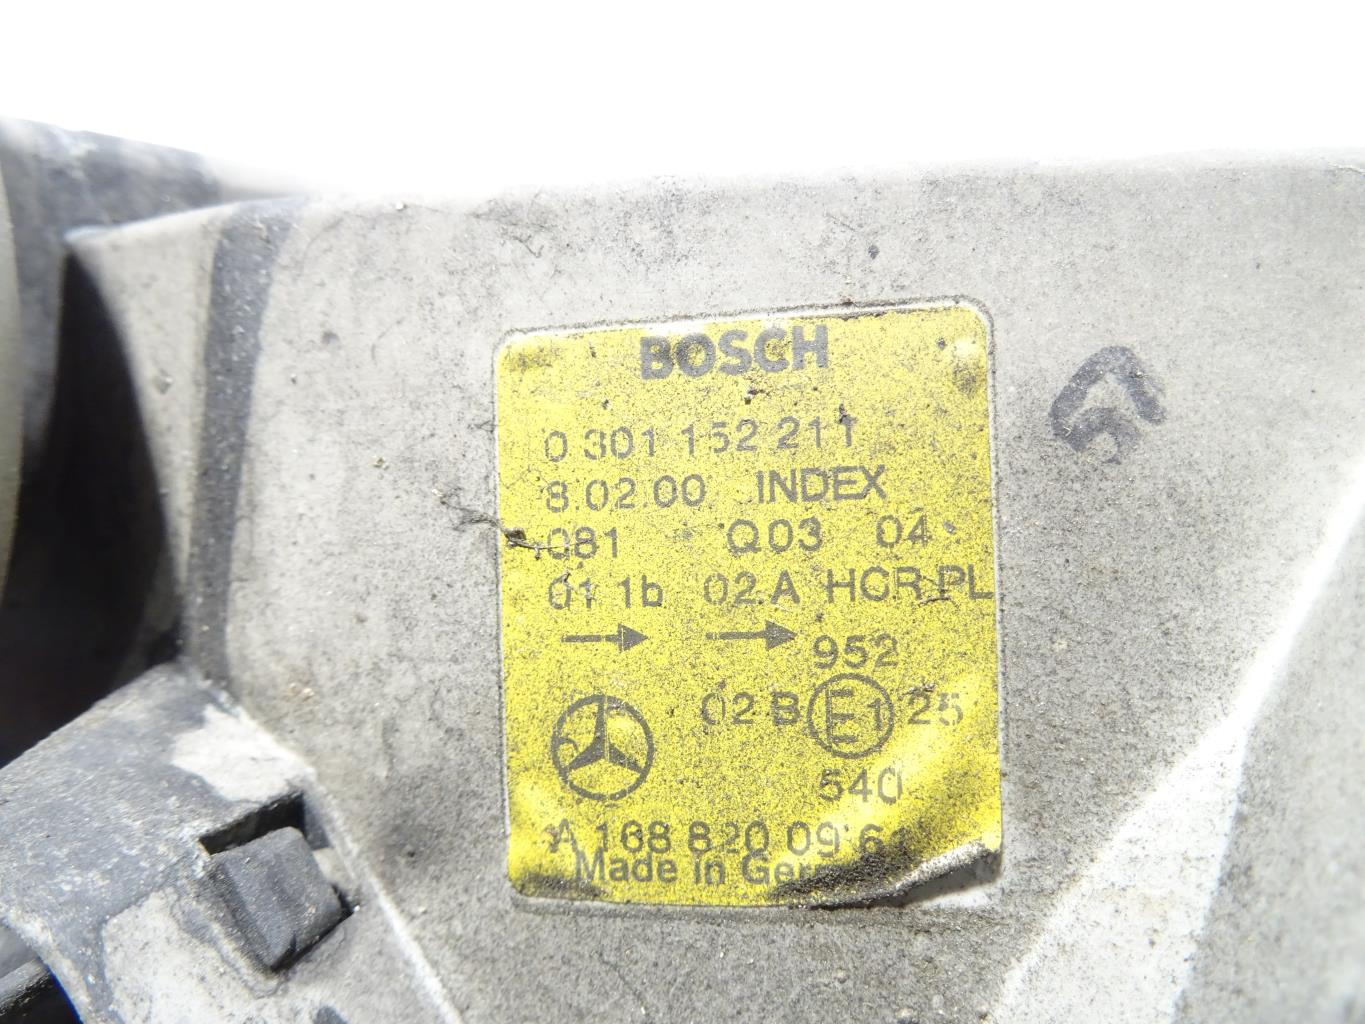 BOSCH
0 301 152 211
8.02.00 INDEX
081 Q03 04
01 1b 02.A HCR PL
952
02 B E1 25
540
A 168 820 09 61
Made in